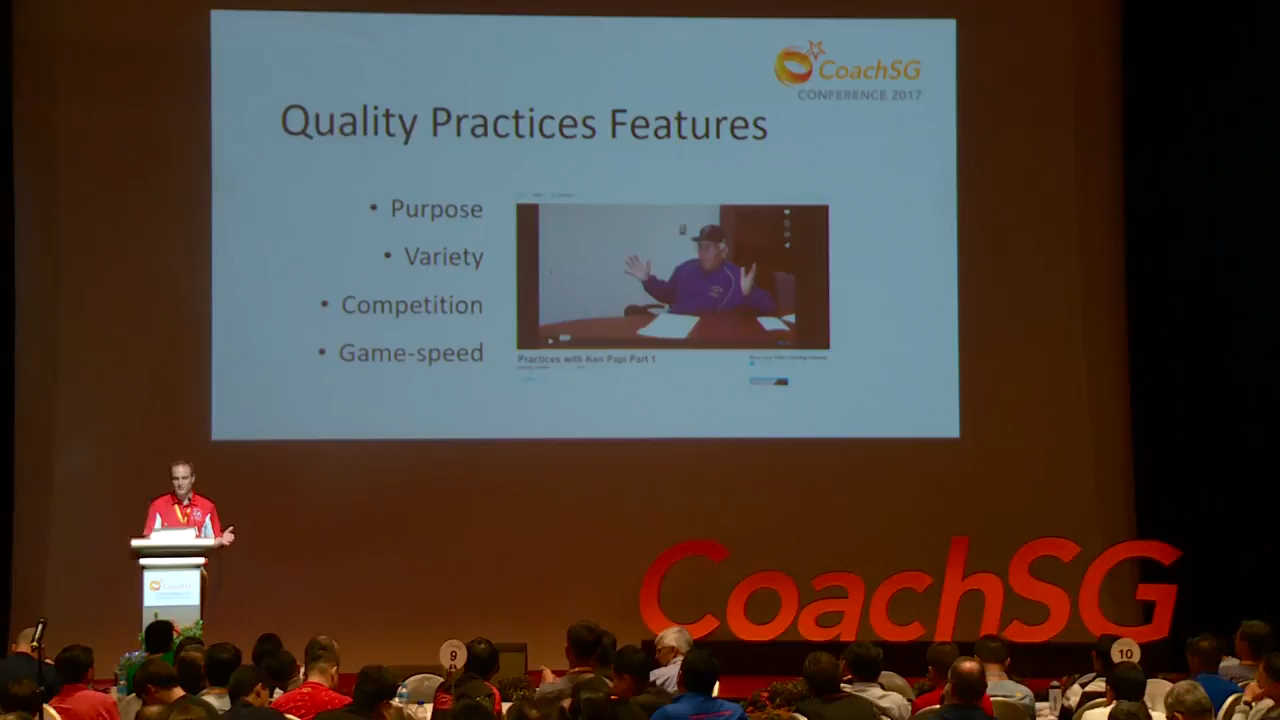 CoachSG
CONFERENCE 2017
Quality Practices Features
• Purpose
• Variety
• Competition
• Game-speed
Practices with Ken Papi Part 1
CoachSG
9
10